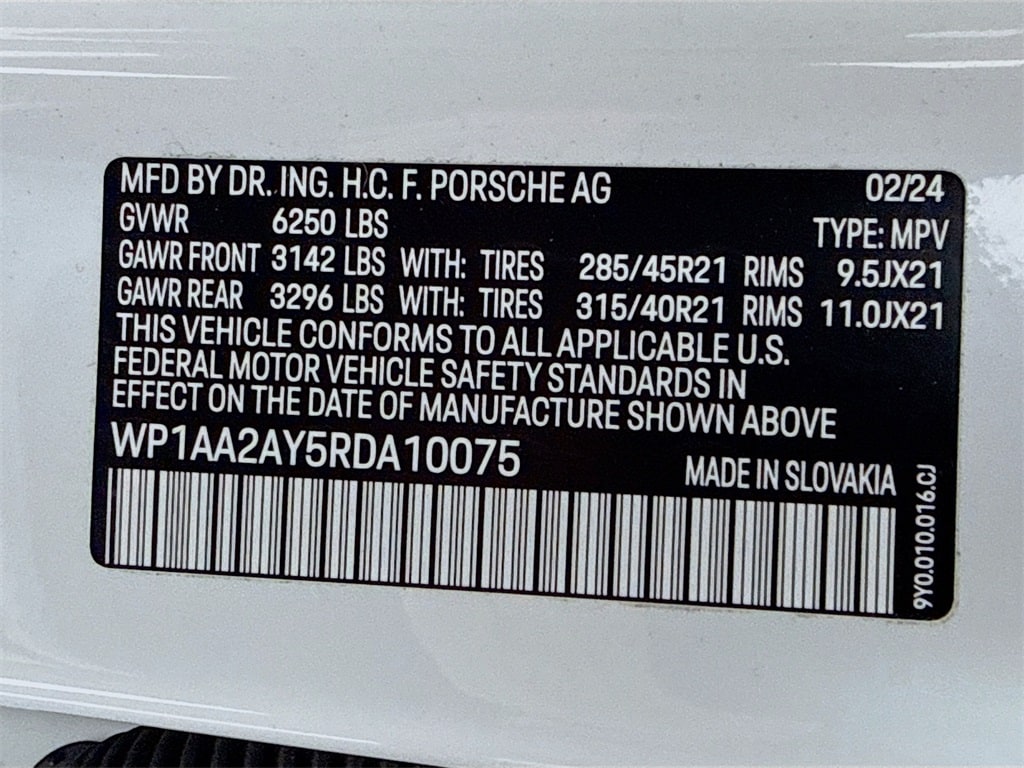 MFD BY DR. ING. H.C. F. PORSCHE AG 02/24
GVWR 6250 LBS TYPE: MPV
GAWR FRONT 3142 LBS WITH: TIRES 285/45R21 RIMS 9.5JX21
GAWR REAR 3296 LBS WITH: TIRES 315/40R21 RIMS 11.0JX21
THIS VEHICLE CONFORMS TO ALL APPLICABLE U.S.
FEDERAL MOTOR VEHICLE SAFETY STANDARDS IN
EFFECT ON THE DATE OF MANUFACTURE SHOWN ABOVE
WP1AA2AY5RDA10075 MADE IN SLOVAKIA
9Y0.010.016.CJ